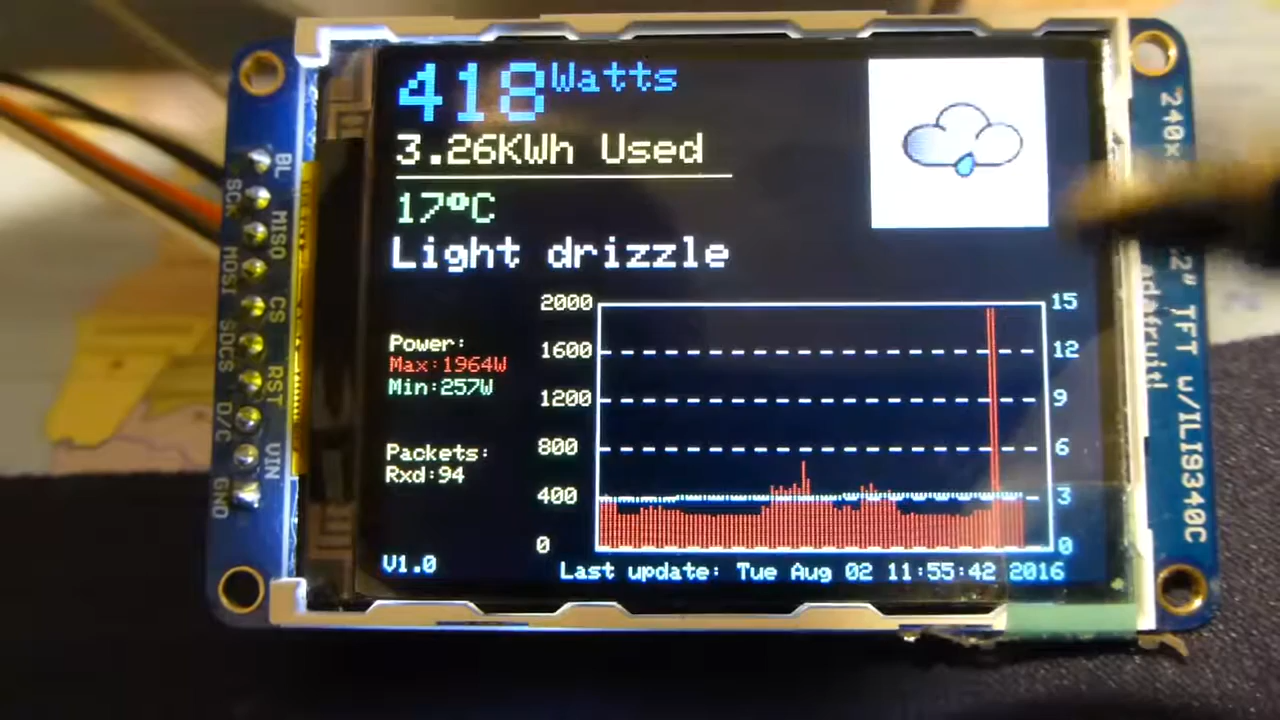 418Watts
3.26KWh Used
17°C
Light drizzle
Power:
Max:1964W
Min:257W
Packets:
Rxd:94
V1.0
2000
1600
1200
800
400
0
15
12
9
6
3
0
Last update: Tue Aug 02 11:55:42 2016
BL
SCK
MISO
MOSI
CS
SDCS
RST
D/C
VIN
GND
TFT w/ILI9340C